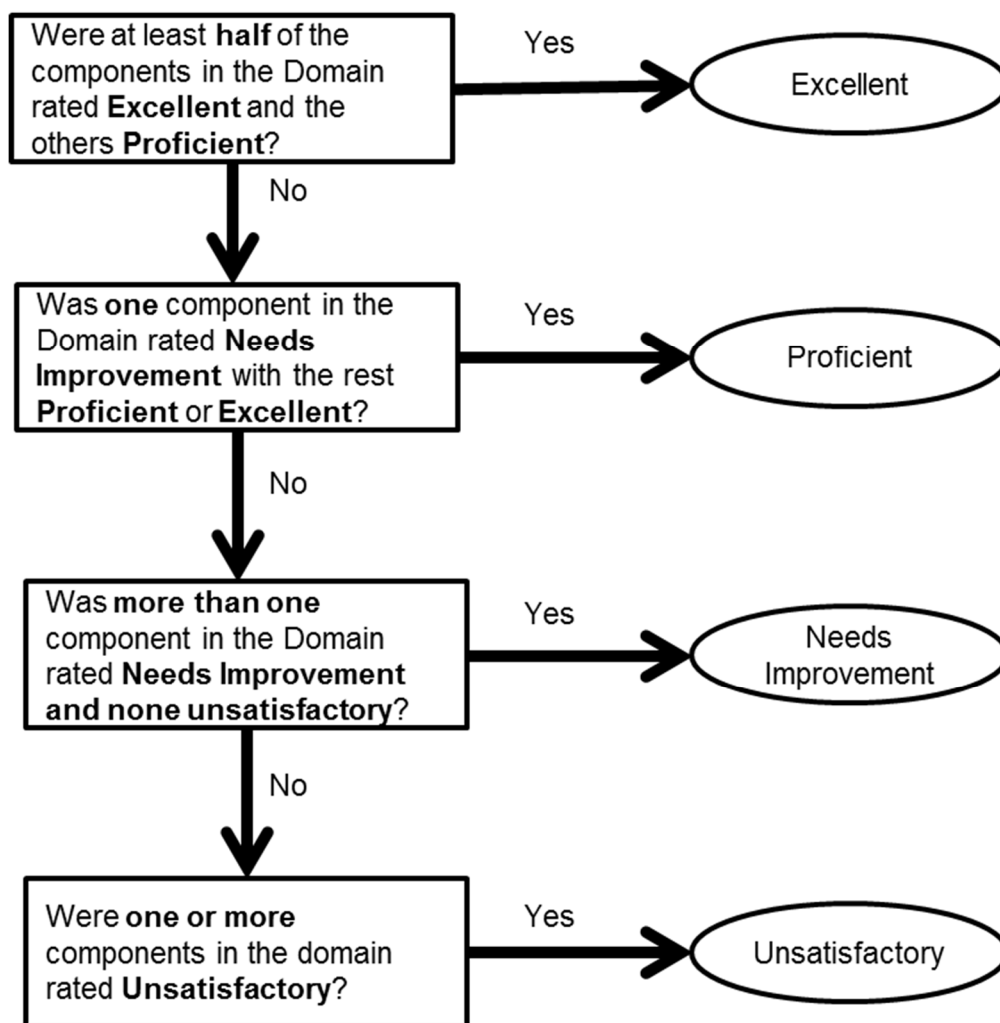 Were at least half of the
components in the Domain
rated Excellent and the
others Proficient?
Yes
Excellent
No
Was one component in the
Domain rated Needs
Improvement with the rest
Proficient or Excellent?
Yes
Proficient
No
Was more than one
component in the Domain
rated Needs Improvement
and none unsatisfactory?
Yes
Needs
Improvement
No
Were one or more
components in the domain
rated Unsatisfactory?
Yes
Unsatisfactory